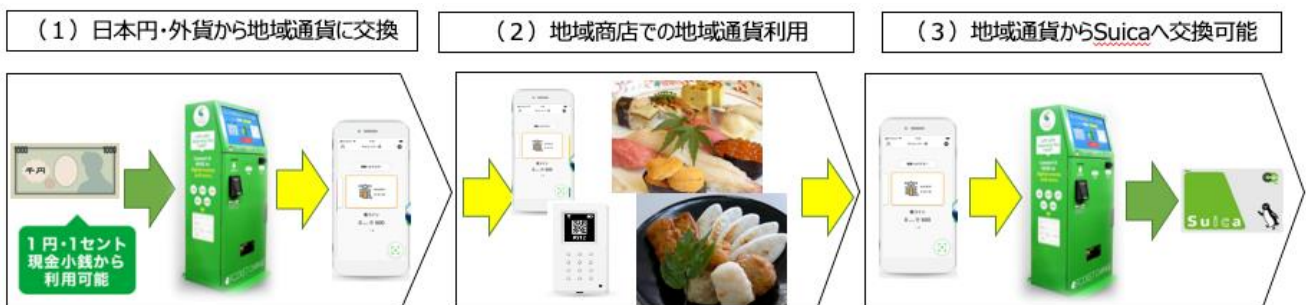 （１）日本円・外貨から地域通貨に交換
（２）地域商店での地域通貨利用
（３）地域通貨からSuicaへ交換可能
千円
１円・１セント
現金小銭から
利用可能
Suica